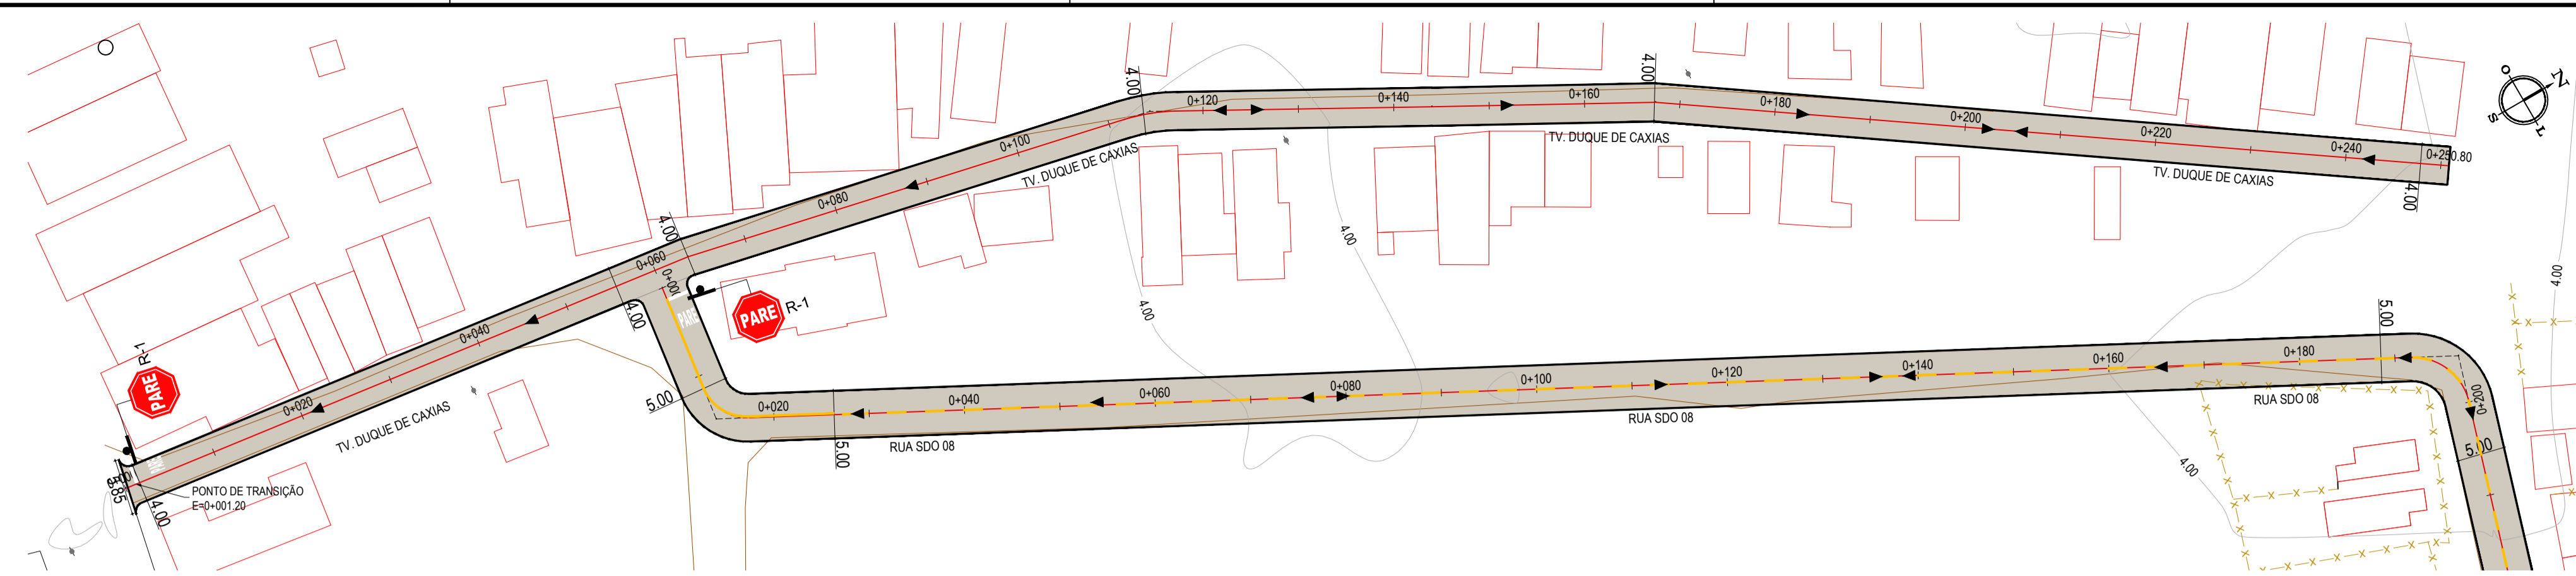 4.00
0+120
0+140
0+160
4.00
0+180
0+200
0+220
0+240
0+250.80
4.00
O
N
S
L
TV. DUQUE DE CAXIAS
TV. DUQUE DE CAXIAS
TV. DUQUE DE CAXIAS
0+100
0+080
4.00
0+060
0+00
4.00
PARE
PARE
R-1
4.00
4.00
4.00
0+040
0+020
TV. DUQUE DE CAXIAS
R-1
PARE
5.85
4.00
PONTO DE TRANSIÇÃO
E=0+001.20
5.00
0+020
0+040
0+060
0+080
0+100
0+120
0+140
0+160
0+180
5.00
0+200
5.00
5.00
RUA SDO 08
RUA SDO 08
RUA SDO 08
4.00